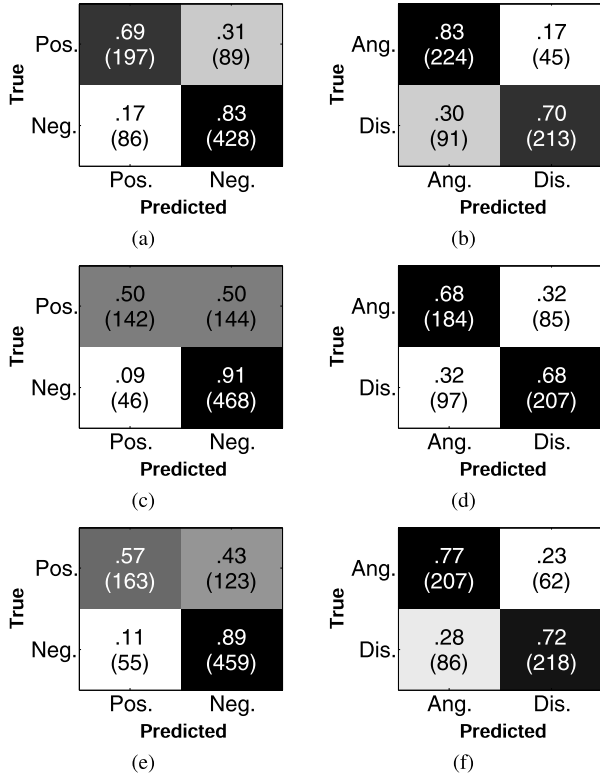 True
Pos.
.69
(197)
.31
(89)
Neg.
.17
(86)
.83
(428)
Pos.
Neg.
Predicted
(a)
True
Ang.
.83
(224)
.17
(45)
Dis.
.30
(91)
.70
(213)
Ang.
Dis.
Predicted
(b)
True
Pos.
.50
(142)
.50
(144)
Neg.
.09
(46)
.91
(468)
Pos.
Neg.
Predicted
(c)
True
Ang.
.68
(184)
.32
(85)
Dis.
.32
(97)
.68
(207)
Ang.
Dis.
Predicted
(d)
True
Pos.
.57
(163)
.43
(123)
Neg.
.11
(55)
.89
(459)
Pos.
Neg.
Predicted
(e)
True
Ang.
.77
(207)
.23
(62)
Dis.
.28
(86)
.72
(218)
Ang.
Dis.
Predicted
(f)